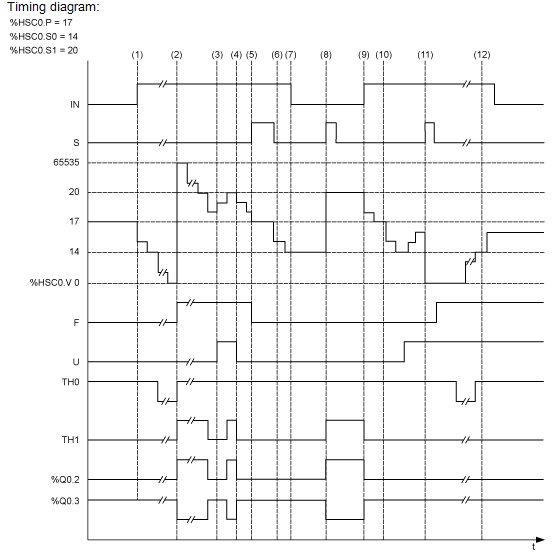 Timing diagram:
%HSC0.P = 17
%HSC0.S0 = 14
%HSC0.S1 = 20
(1) (2) (3) (4) (5) (6) (7) (8) (9) (10) (11) (12)
IN
S
65535
20
17
14
%HSC0.V 0
F
U
TH0
TH1
%Q0.2
%Q0.3
t